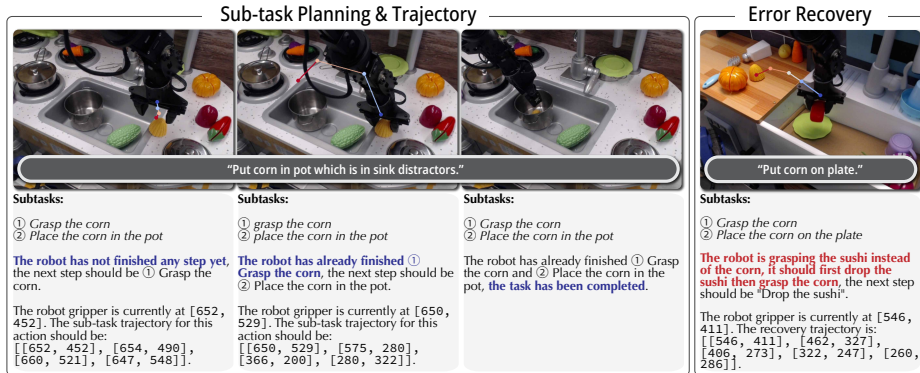 Sub-task Planning & Trajectory
"Put corn in pot which is in sink distractors."
Subtasks:
① Grasp the corn
② Place the corn in the pot
The robot has not finished any step yet,
the next step should be ① Grasp the
corn.
The robot gripper is currently at [652,
452]. The sub-task trajectory for this
action should be:
[[652, 452], [654, 490],
[660, 521], [647, 548]].
Subtasks:
① grasp the corn
② place the corn in the pot
The robot has already finished ①
Grasp the corn, the next step should be
② Place the corn in the pot.
The robot gripper is currently at [650,
529]. The sub-task trajectory for this
action should be:
[[650, 529], [575, 280],
[366, 200], [280, 322]].
Subtasks:
① Grasp the corn
② Place the corn in the pot
The robot has already finished ① Grasp
the corn and ② Place the corn in the
pot, the task has been completed.
Error Recovery
"Put corn on plate."
Subtasks:
① Grasp the corn
② Place the corn on the plate
The robot is grasping the sushi instead
of the corn, it should first drop the
sushi then grasp the corn, the next step
should be "Drop the sushi".
The robot gripper is currently at [546,
411]. The recovery trajectory is:
[[546, 411], [462, 327],
[406, 273], [322, 247], [260,
286]].